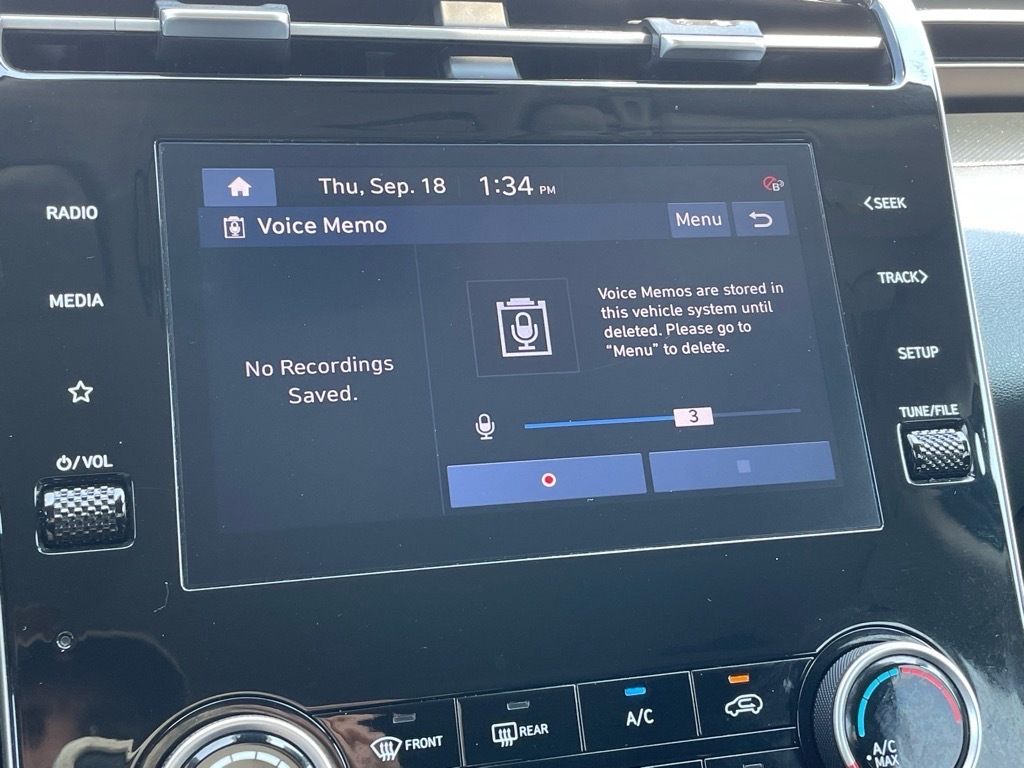 Thu, Sep. 18 1:34 PM
B
Voice Memo Menu
No Recordings
Saved.
Voice Memos are stored in
this vehicle system until
deleted. Please go to
“Menu” to delete.
3
RADIO
MEDIA
/VOL
<SEEK
TRACK>
SETUP
TUNE/FILE
FRONT
REAR
A/C
A/C
MAX